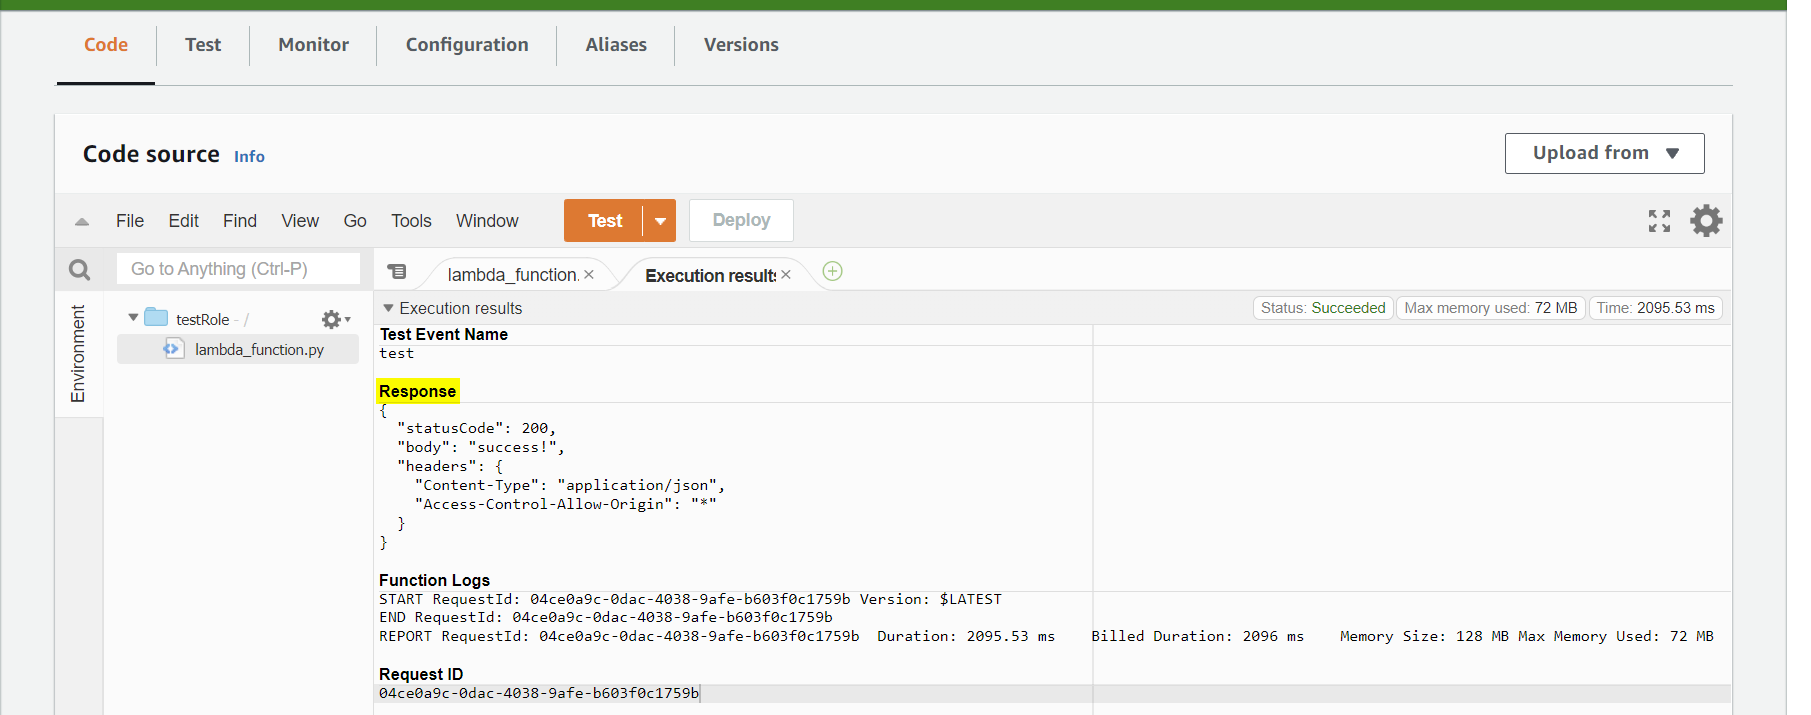 Code Test Monitor Configuration Aliases Versions
Code source Info Upload from
File Edit Find View Go Tools Window Test Deploy
Go to Anything (Ctrl-P) lambda_function. Execution results
Execution results Status: Succeeded Max memory used: 72 MB Time: 2095.53 ms
Environment
testRole - /
lambda_function.py
Test Event Name
test
Response
{
  "statusCode": 200,
  "body": "success!",
  "headers": {
    "Content-Type": "application/json",
    "Access-Control-Allow-Origin": "*"
  }
}
Function Logs
START RequestId: 04ce0a9c-0dac-4038-9afe-b603f0c1759b Version: $LATEST
END RequestId: 04ce0a9c-0dac-4038-9afe-b603f0c1759b
REPORT RequestId: 04ce0a9c-0dac-4038-9afe-b603f0c1759b  Duration: 2095.53 ms    Billed Duration: 2096 ms    Memory Size: 128 MB Max Memory Used: 72 MB
Request ID
04ce0a9c-0dac-4038-9afe-b603f0c1759b